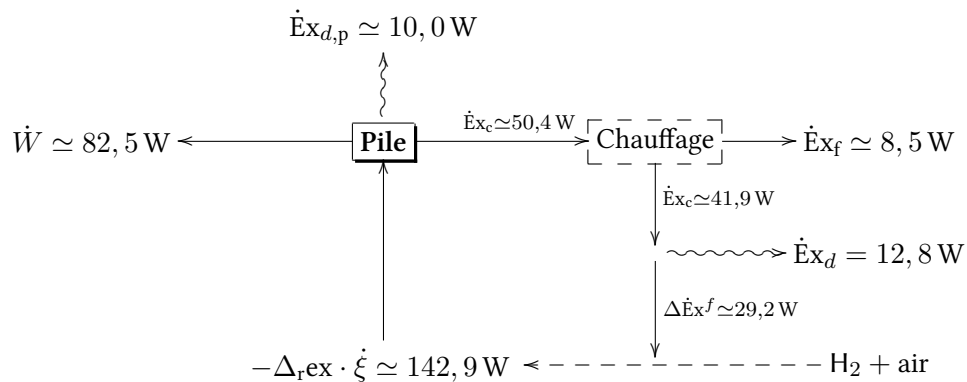 Ėx_{d,p} ≃ 10, 0 W
Ẇ ≃ 82, 5 W
Pile
Ėx_c≃50,4 W
Chauffage
Ėx_f ≃ 8, 5 W
Ėx_c≃41,9 W
Ėx_d = 12, 8 W
ΔĖx^f≃29,2 W
−Δ_r ex · ξ̇ ≃ 142, 9 W
H₂ + air